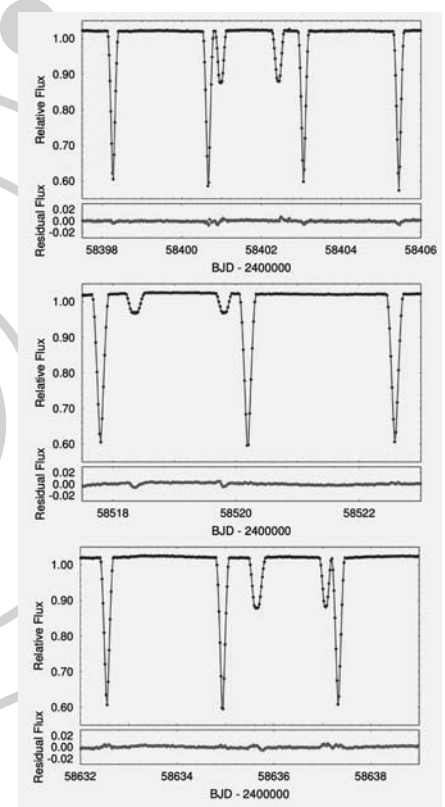 Relative Flux
1.00
0.90
0.80
0.70
0.60
Residual Flux
0.02
0.00
-0.02
58398 58400 58402 58404 58406
BJD - 2400000
Relative Flux
1.00
0.90
0.80
0.70
0.60
Residual Flux
0.02
0.00
-0.02
58518 58520 58522
BJD - 2400000
Relative Flux
1.00
0.90
0.80
0.70
0.60
Residual Flux
0.02
0.00
-0.02
58632 58634 58636 58638
BJD - 2400000